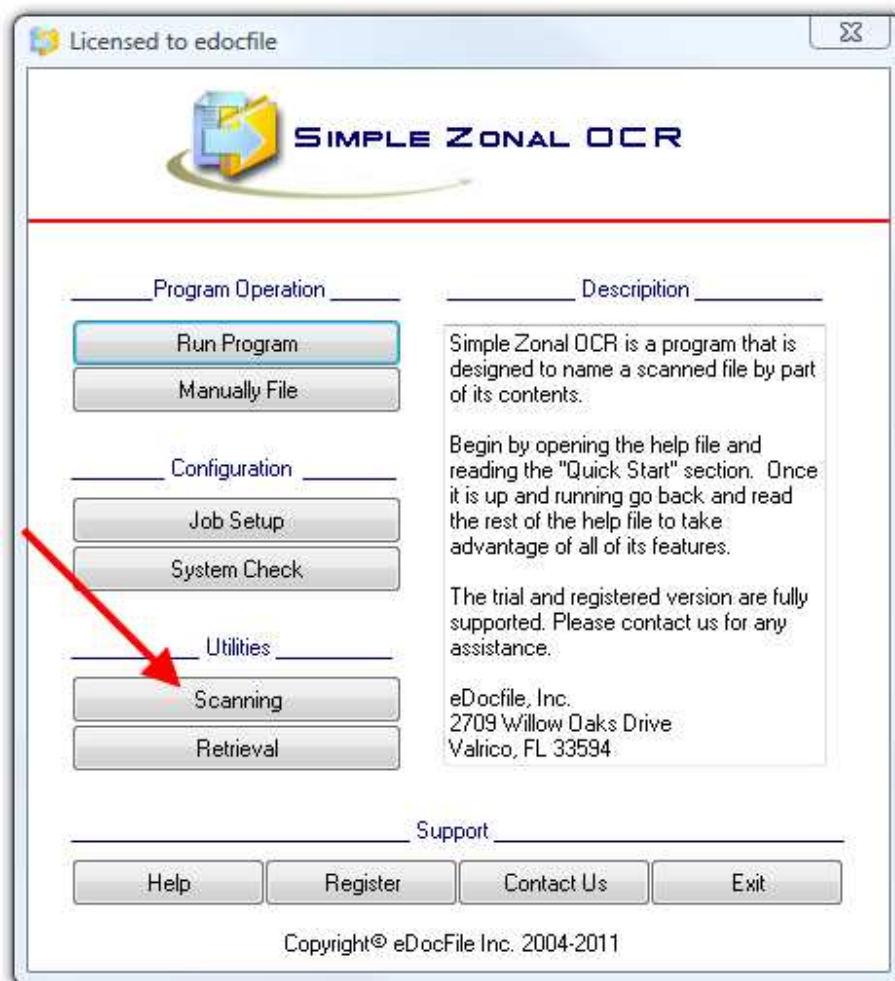 Licensed to edocfile
SIMPLE ZONAL OCR
Program Operation
Run Program
Manually File
Configuration
Job Setup
System Check
Utilities
Scanning
Retrieval
Descripition
Simple Zonal OCR is a program that is
designed to name a scanned file by part
of its contents.
Begin by opening the help file and
reading the "Quick Start" section. Once
it is up and running go back and read
the rest of the help file to take
advantage of all of its features.
The trial and registered version are fully
supported. Please contact us for any
assistance.
eDocfile, Inc.
2709 Willow Oaks Drive
Valrico, FL 33594
Support
Help Register Contact Us Exit
Copyright© eDocFile Inc. 2004-2011